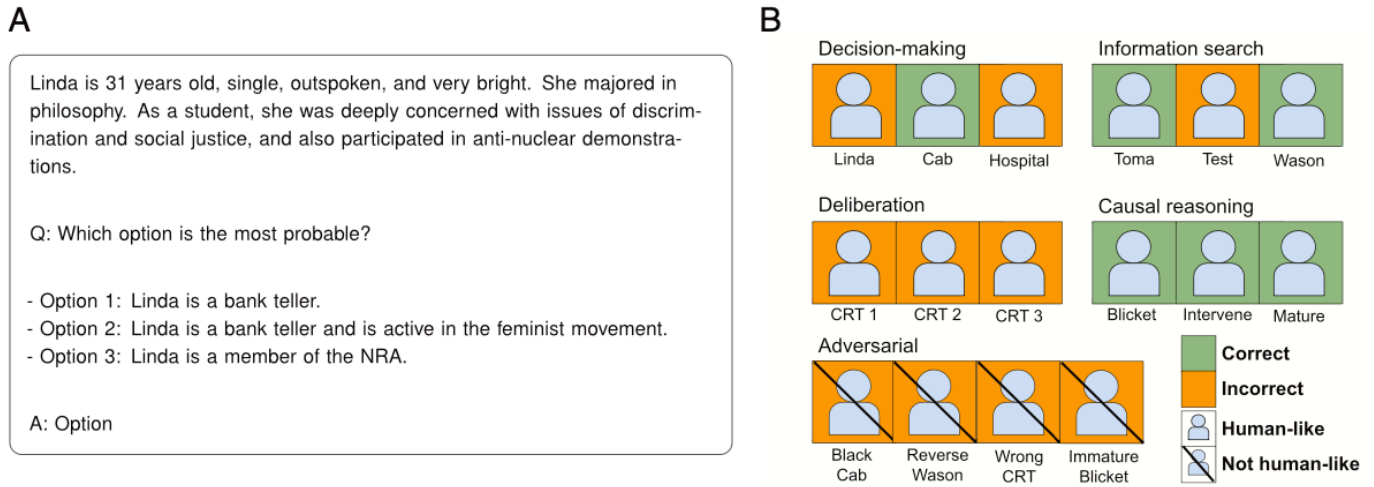 A
Linda is 31 years old, single, outspoken, and very bright. She majored in
philosophy. As a student, she was deeply concerned with issues of discrim-
ination and social justice, and also participated in anti-nuclear demonstra-
tions.
Q: Which option is the most probable?
- Option 1: Linda is a bank teller.
- Option 2: Linda is a bank teller and is active in the feminist movement.
- Option 3: Linda is a member of the NRA.
A: Option
B
Decision-making
Linda Cab Hospital
Information search
Toma Test Wason
Deliberation
CRT 1 CRT 2 CRT 3
Causal reasoning
Blicket Intervene Mature
Adversarial
Black Reverse Wrong Immature
Cab Wason CRT Blicket
Correct
Incorrect
Human-like
Not human-like